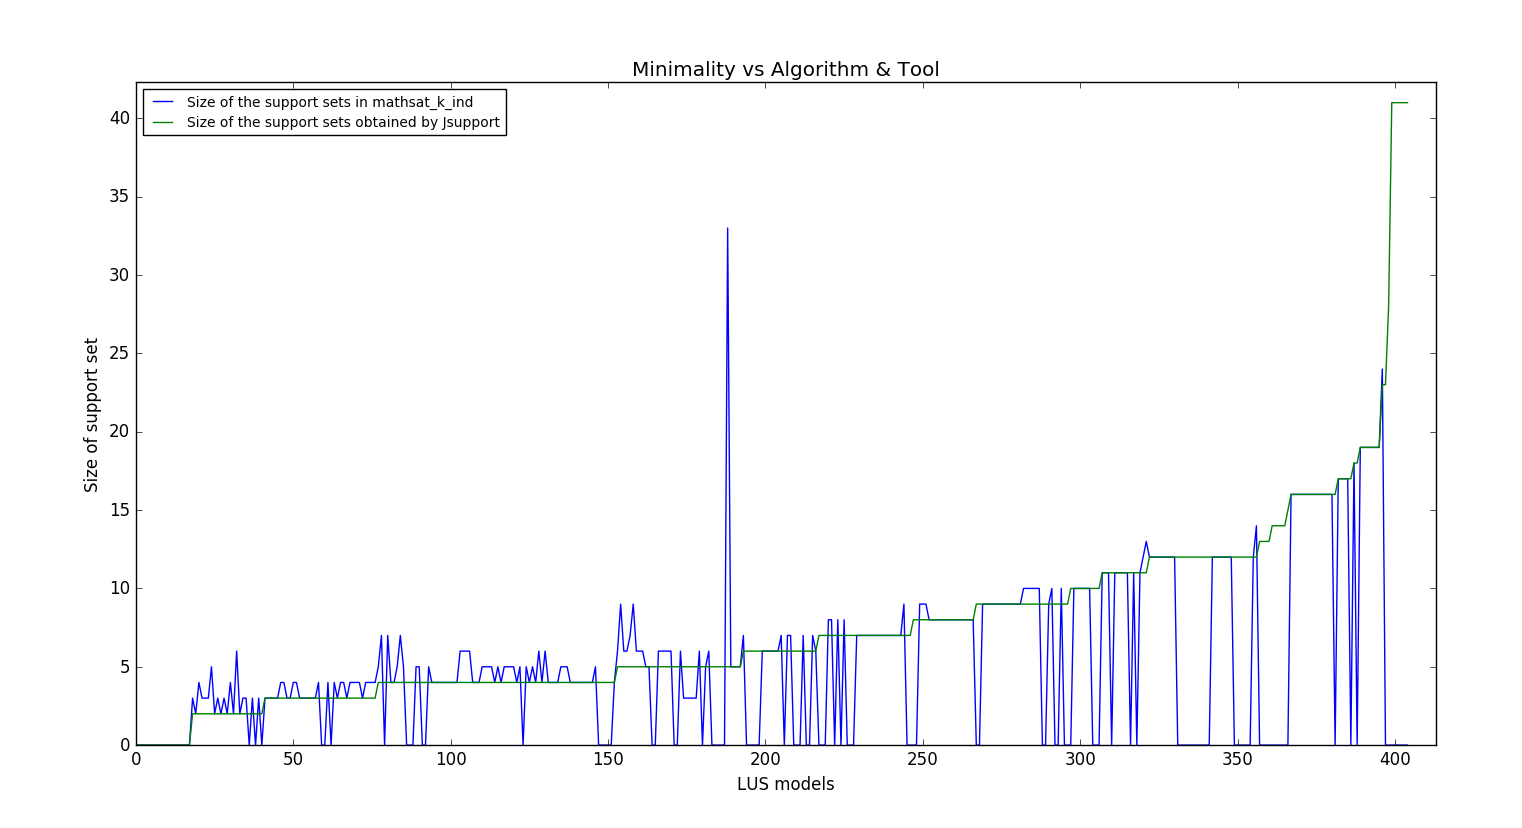 Minimality vs Algorithm & Tool
Size of the support sets in mathsat_k_ind
Size of the support sets obtained by Jsupport
40
35
30
25
20
15
10
5
0
Size of support set
0 50 100 150 200 250 300 350 400
LUS models